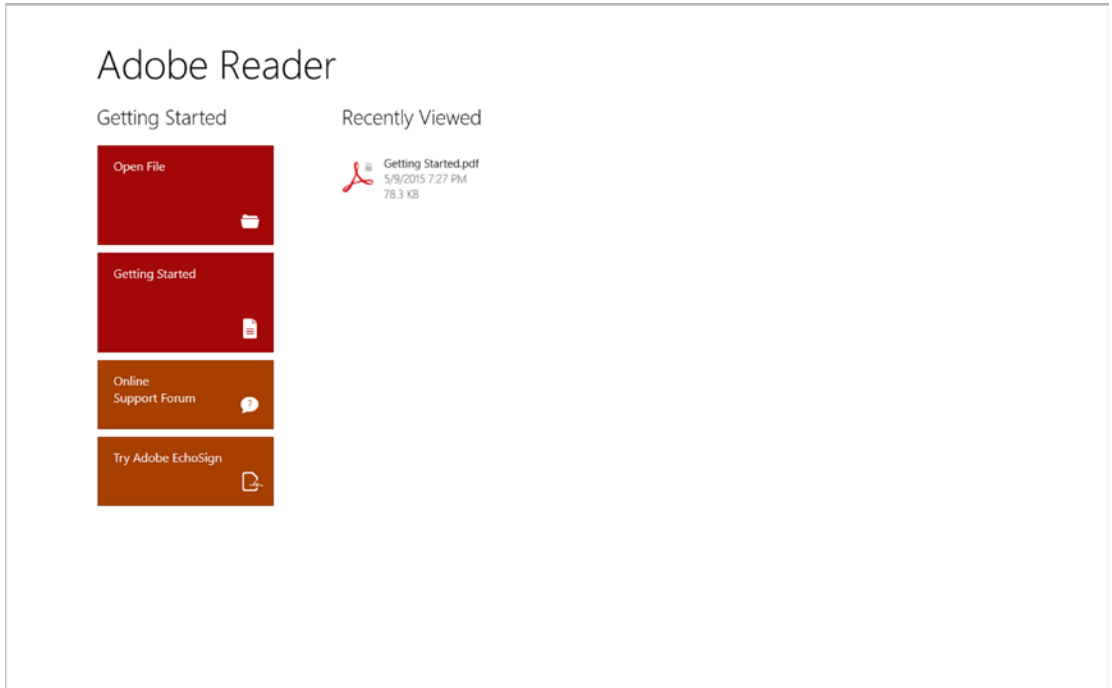 Adobe Reader
Getting Started
Open File
Getting Started
Online
Support Forum
Try Adobe EchoSign
Recently Viewed
Getting Started.pdf
5/9/2015 7:27 PM
78.3 KB